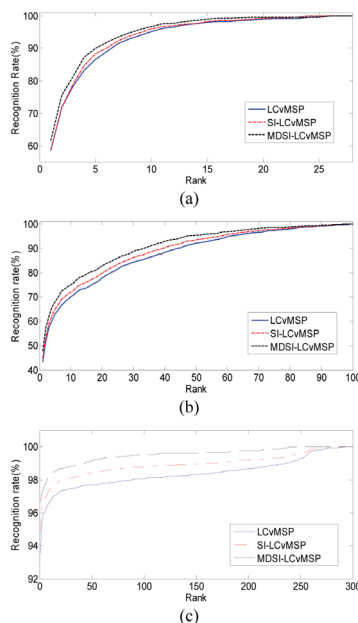 Recognition Rate(%)
100
90
80
70
60
5
10
15
20
25
Rank
LCvMSP
SI-LCvMSP
MDSI-LCvMSP
(a)
Recognition rate(%)
100
90
80
70
60
50
40
0
10
20
30
40
50
60
70
80
90
100
Rank
LCvMSP
SI-LCvMSP
MDSI-LCvMSP
(b)
Recognition rate(%)
100
98
96
94
92
0
50
100
150
200
250
300
Rank
LCvMSP
SI-LCvMSP
MDSI-LCvMSP
(c)